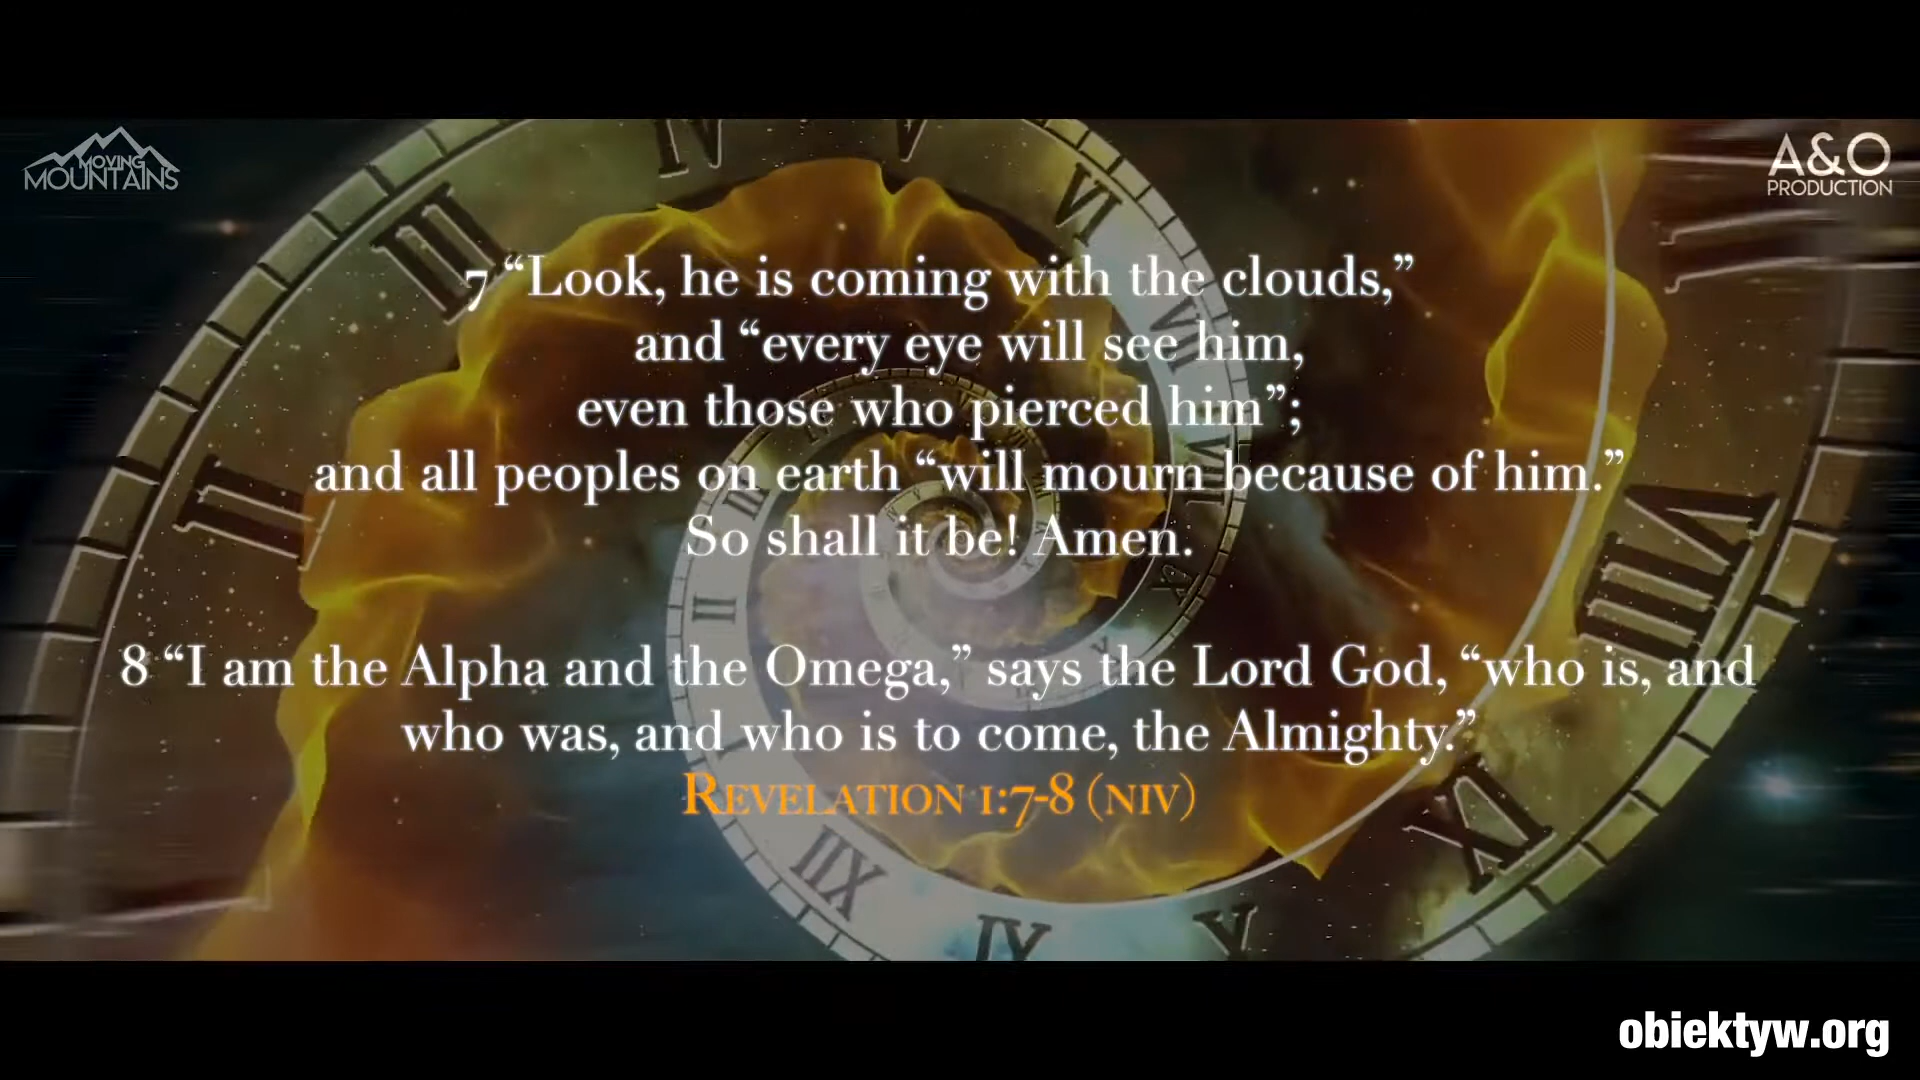 MOVING
MOUNTAINS
A&O
PRODUCTION
7 “Look, he is coming with the clouds,”
and “every eye will see him,
even those who pierced him”;
and all peoples on earth “will mourn because of him.”
So shall it be! Amen.
8 “I am the Alpha and the Omega,” says the Lord God, “who is, and
who was, and who is to come, the Almighty.”
REVELATION 1:7-8 (NIV)
obiektyw.org